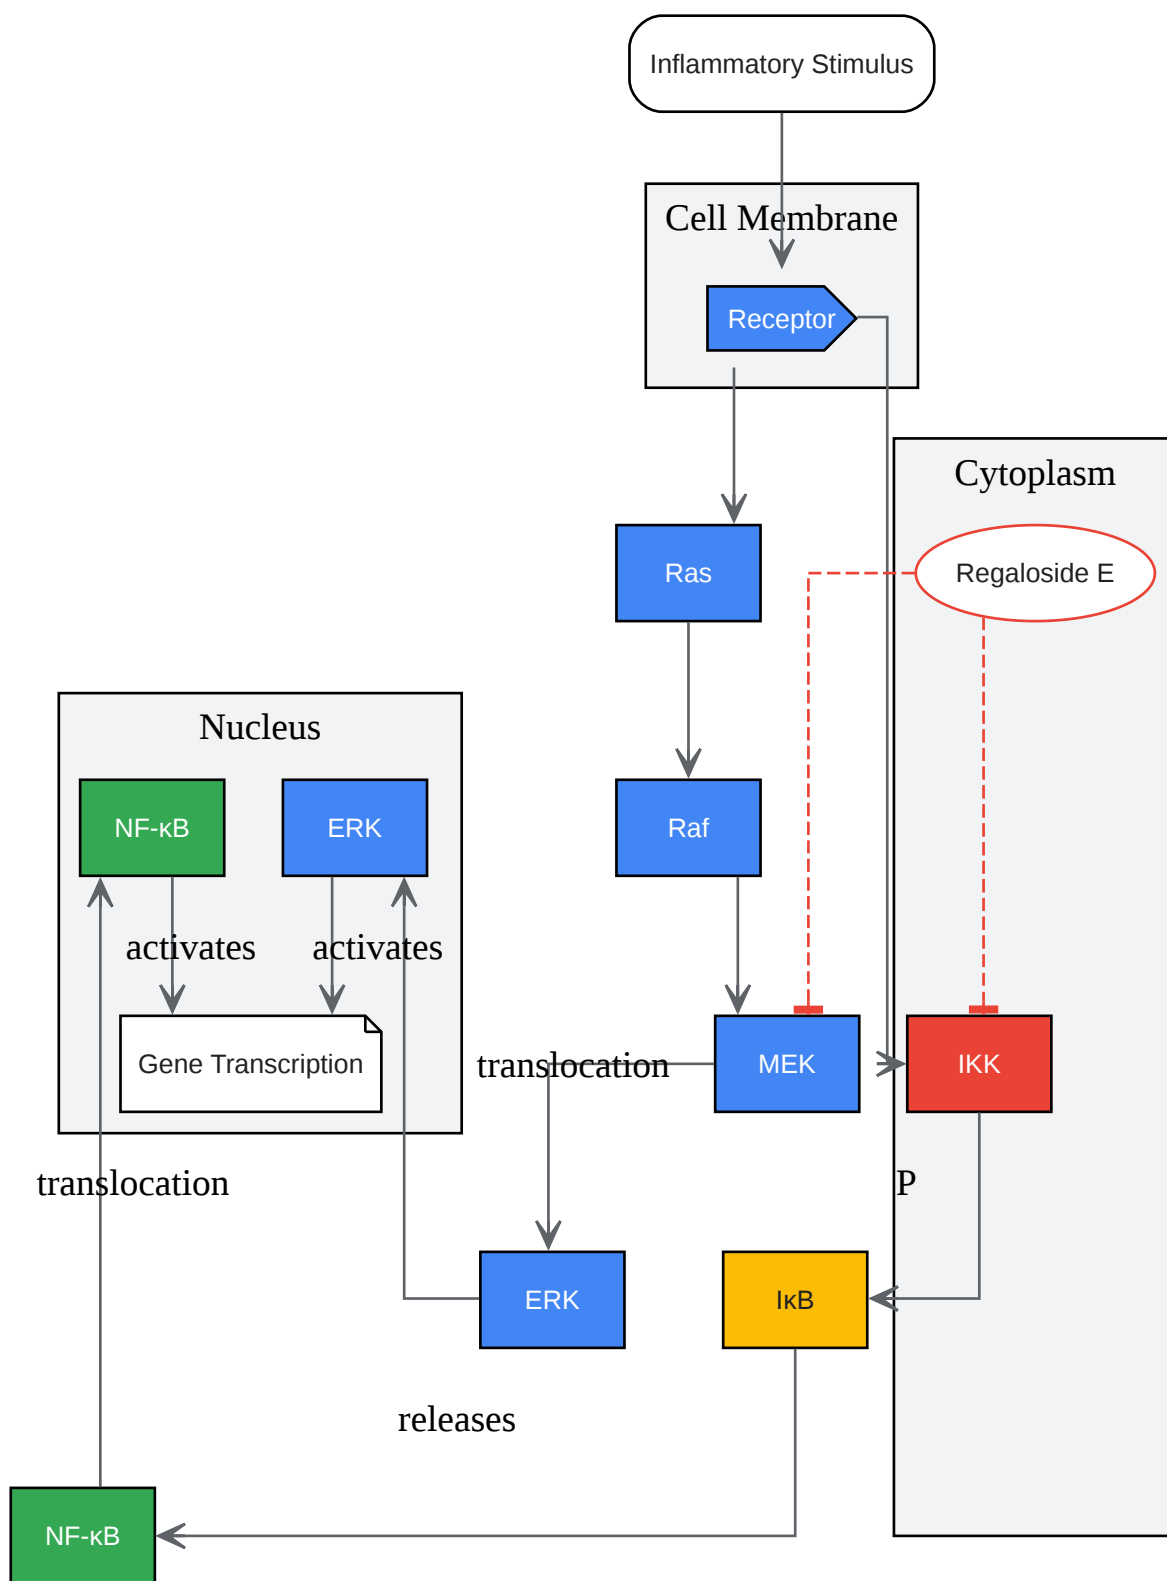 Inflammatory Stimulus
Cell Membrane
Receptor
Cytoplasm
Ras
Regaloside E
Nucleus
NF-κB
ERK
Raf
activates
activates
Gene Transcription
translocation
MEK
IKK
translocation
P
ERK
IκB
releases
NF-κB